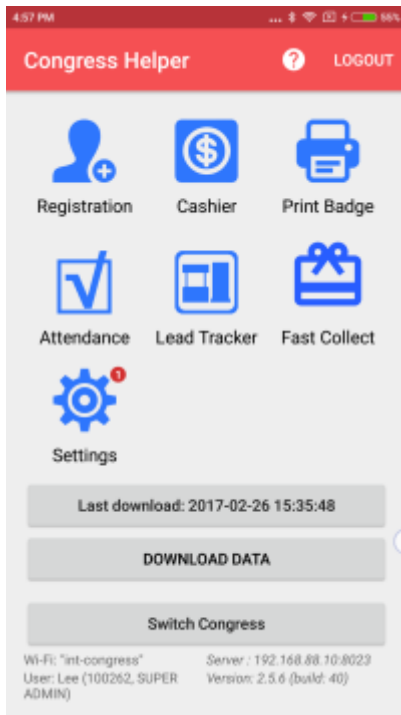 4:57 PM ... 66%
Congress Helper ? LOGOUT
Registration Cashier Print Badge
Attendance Lead Tracker Fast Collect
1
Settings
Last download: 2017-02-26 15:35:48
DOWNLOAD DATA
Switch Congress
Wi-Fi: "int-congress" Server : 192.168.88.10:8023
User: Lee (100262, SUPER Version: 2.5.6 (build: 40)
ADMIN)